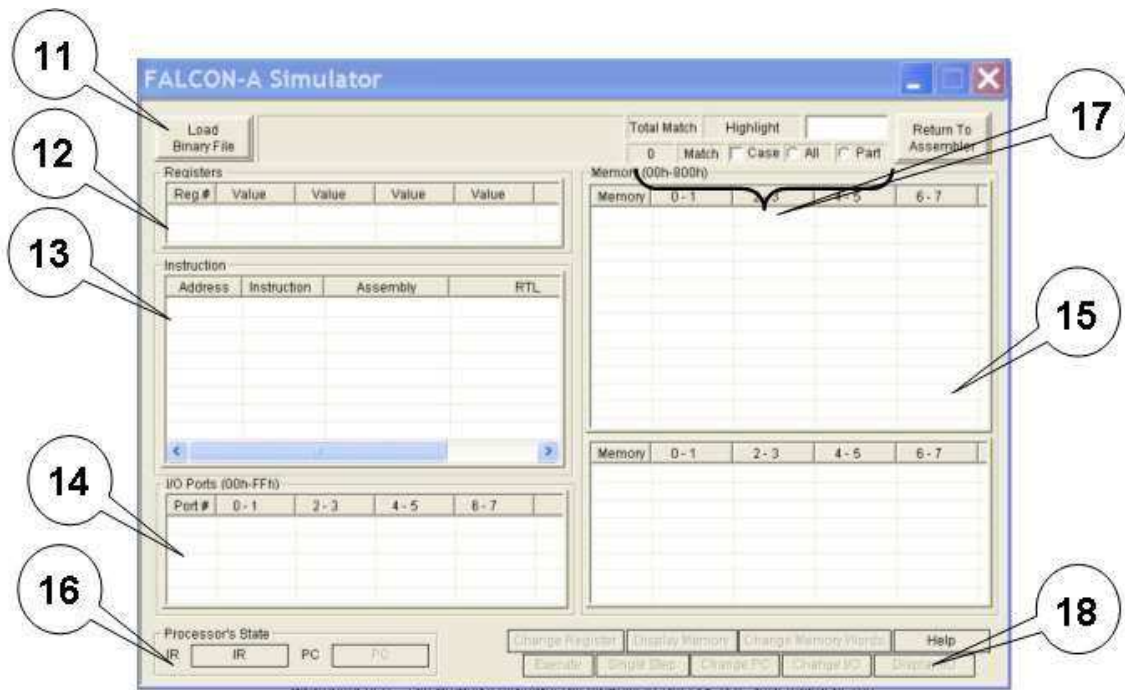 11
FALCON-A Simulator
Load
Binary File
Total Match Highlight
0 Match Case All Part
Return To
Assembler
17
12
Registers
Reg # Value Value Value Value
Memory (00h-800h)
Memory 0 - 1 2 - 3 4 - 5 6 - 7
13
Instruction
Address Instruction Assembly RTL
15
Memory 0 - 1 2 - 3 4 - 5 6 - 7
14
I/O Ports (00h-FFh)
Port # 0 - 1 2 - 3 4 - 5 6 - 7
16
Processor's State
IR IR PC PC
Change Register Display Memory Change Memory Words Help
Execute Single Step Change PC Change I/O Display I/O
18